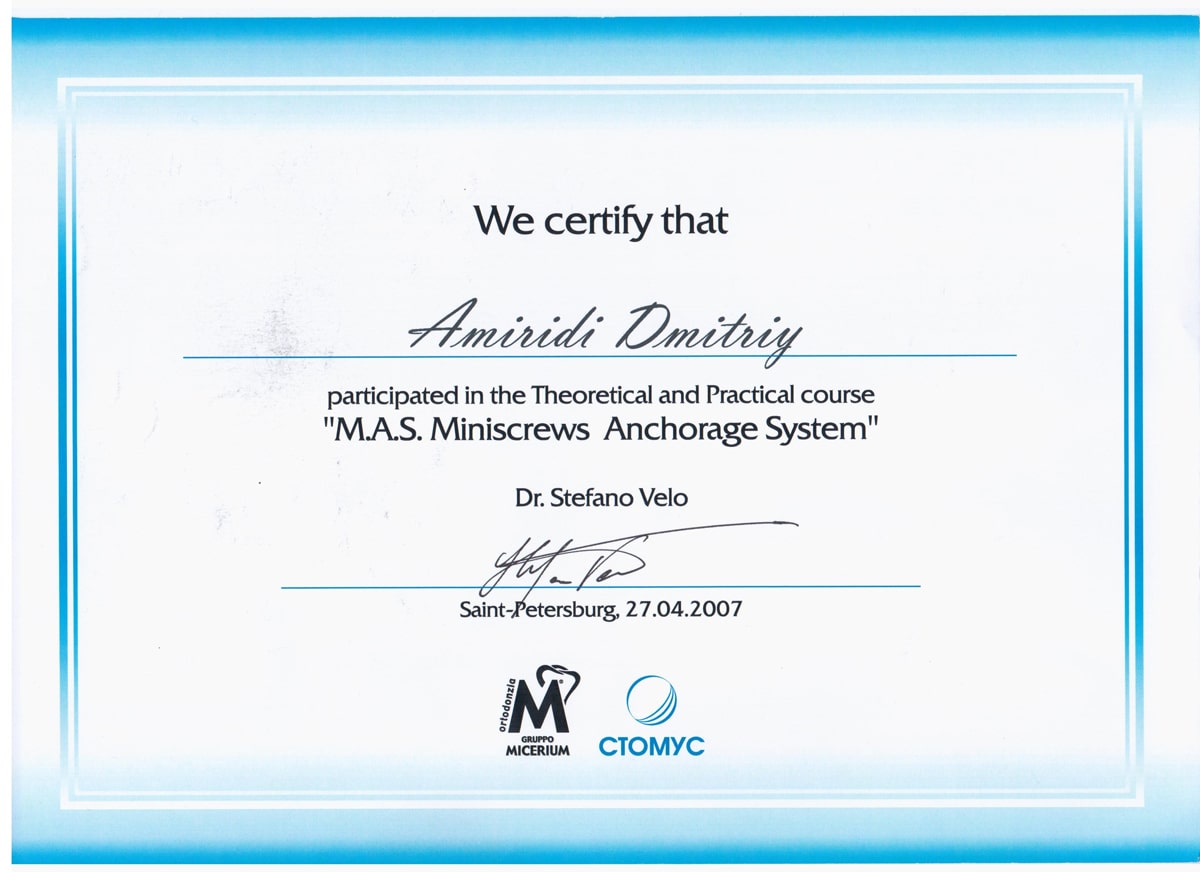 We certify that
Amiridi Dmitriy
participated in the Theoretical and Practical course
"M.A.S. Miniscrews Anchorage System"
Dr. Stefano Velo
Saint-Petersburg, 27.04.2007
ortodonzia
M®
GRUPPO
MICERIUM
СТОМУС